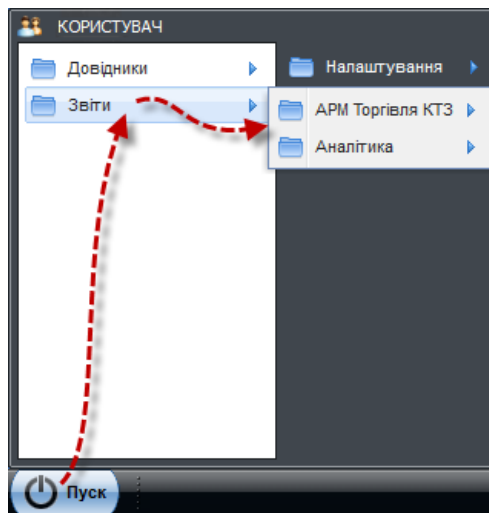 КОРИСТУВАЧ
Довідники
Налаштування
Звіти
АРМ Торгівля КТЗ
Аналітика
Пуск